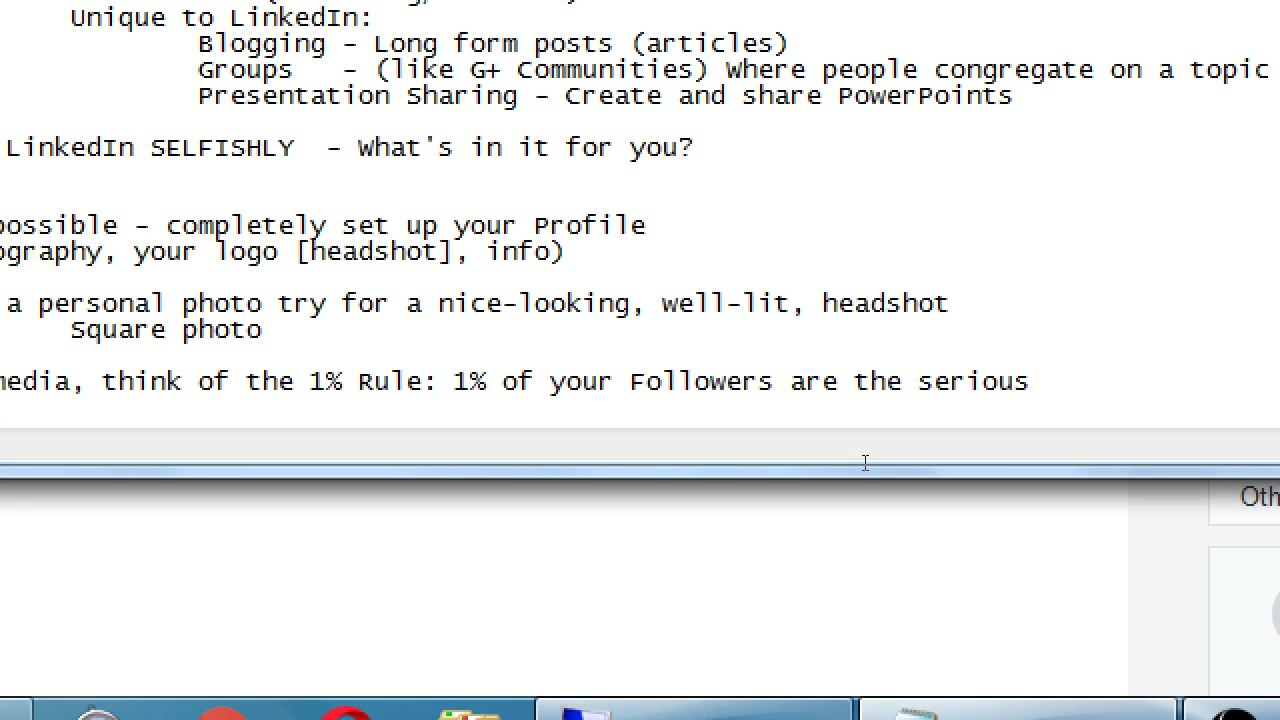 Unique to LinkedIn:
Blogging - Long form posts (articles)
Groups   - (like G+ Communities) Where people congregate on a topic
Presentation Sharing - Create and share PowerPoints
LinkedIn SELFISHLY  - What's in it for you?
possible - completely set up your Profile
ography, your logo [headshot], info)
a personal photo try for a nice-looking, well-lit, headshot
Square photo
media, think of the 1% Rule: 1% of your Followers are the serious
Oth